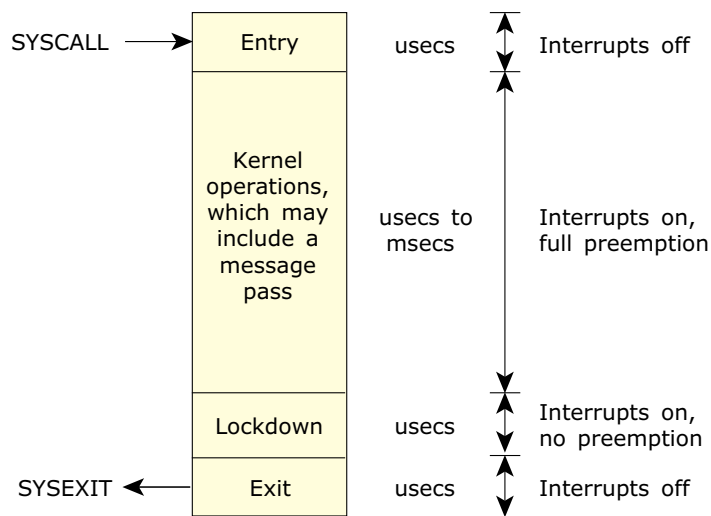 SYSCALL
Entry
usecs
Interrupts off
Kernel
operations,
which may
include a
message
pass
usecs to
msecs
Interrupts on,
full preemption
Lockdown
usecs
Interrupts on,
no preemption
SYSEXIT
Exit
usecs
Interrupts off